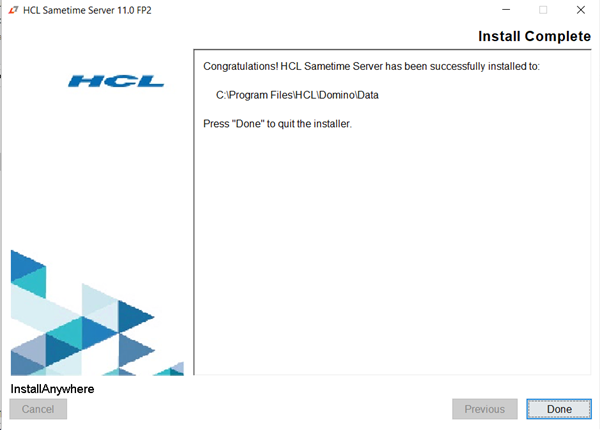 HCL Sametime Server 11.0 FP2
Install Complete
HCL
Congratulations! HCL Sametime Server has been successfully installed to:
C:\Program Files\HCL\Domino\Data
Press "Done" to quit the installer.
InstallAnywhere
Cancel
Previous
Done